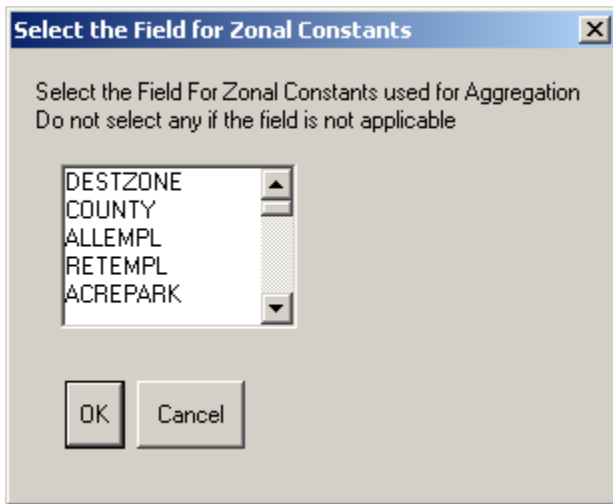 Select the Field for Zonal Constants
Select the Field For Zonal Constants used for Aggregation
Do not select any if the field is not applicable
DESTZONE
COUNTY
ALLEMPL
RETEMPL
ACREPARK
OK
Cancel